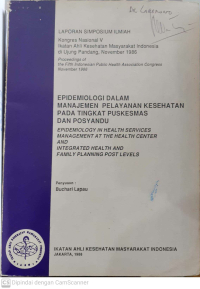 LAPORAN SIMPOSIUM ILMIAH
Kongres Nasional V
Ikatan Ahli Kesehatan Masyarakat Indonesia
di Ujung Pandang, November 1986
Proceedings of
the Fifth Indonesian Public Health Association Congress
November 1986
EPIDEMIOLOGI DALAM
MANAJEMEN PELAYANAN KESEHATAN
PADA TINGKAT PUSKESMAS
DAN POSYANDU
EPIDEMIOLOGY IN HEALTH SERVICES
MANAGEMENT AT THE HEALTH CENTER
AND
INTEGRATED HEALTH AND
FAMILY PLANNING POST LEVELS
Penyunting :
Buchari Lapau
IKATAN AHLI KESEHATAN MASYARAKAT INDONESIA
JAKARTA, 1989
CS Dipindai dengan CamScanner